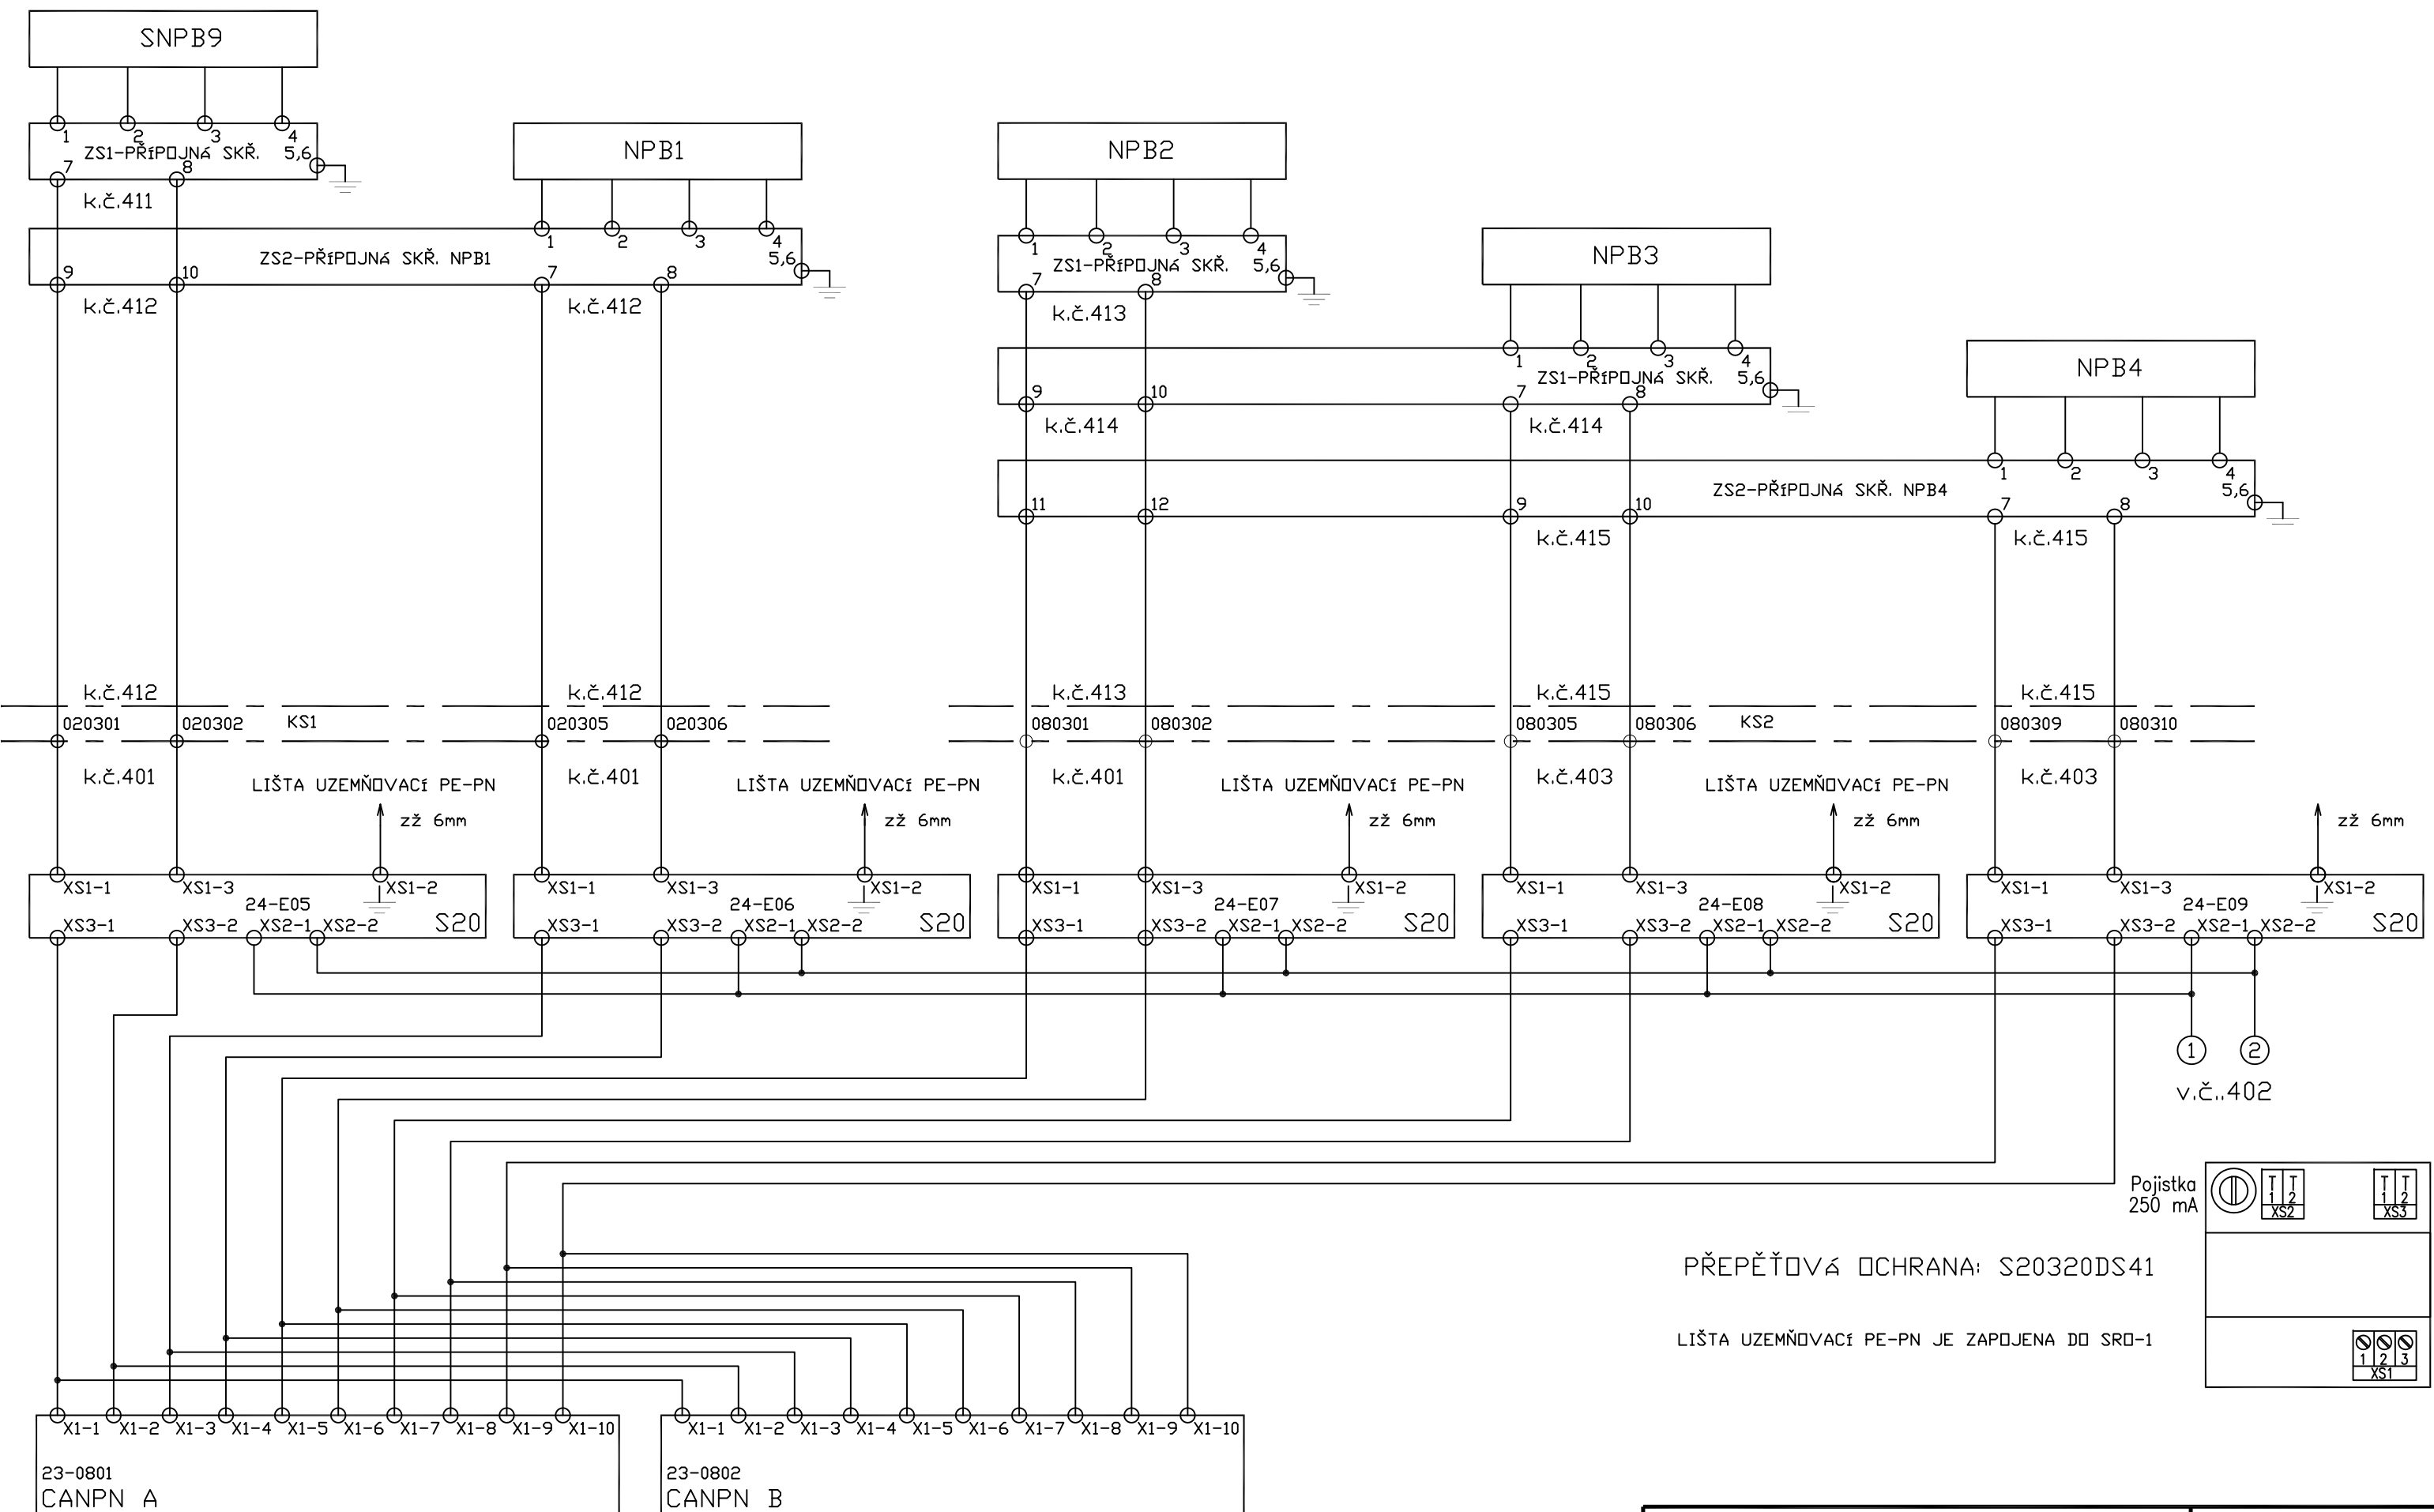 SNPB9
1 2 3 4
ZS1-PŘÍPOJNÁ SKŘ. 5,6
7 8
k.č.411
NPB1
1 2 3 4
ZS2-PŘÍPOJNÁ SKŘ. NPB1 5,6
9 10 7 8
k.č.412 k.č.412
NPB2
1 2 3 4
ZS1-PŘÍPOJNÁ SKŘ. 5,6
7 8
k.č.413
NPB3
1 2 3 4
ZS1-PŘÍPOJNÁ SKŘ. 5,6
9 10 7 8
k.č.414 k.č.414
NPB4
1 2 3 4
ZS2-PŘÍPOJNÁ SKŘ. NPB4 5,6
11 12 9 10 7 8
k.č.415 k.č.415
k.č.412 k.č.412 k.č.413 k.č.415 k.č.415
020301 020302 KS1 020305 020306 080301 080302 080305 080306 KS2 080309 080310
k.č.401 k.č.401 k.č.401 k.č.403 k.č.403
LIŠTA UZEMŇOVACÍ PE-PN LIŠTA UZEMŇOVACÍ PE-PN LIŠTA UZEMŇOVACÍ PE-PN LIŠTA UZEMŇOVACÍ PE-PN
zž 6mm zž 6mm zž 6mm zž 6mm zž 6mm
XS1-1 XS1-3 XS1-2 XS1-1 XS1-3 XS1-2 XS1-1 XS1-3 XS1-2 XS1-1 XS1-3 XS1-2 XS1-1 XS1-3 XS1-2
24-E05 24-E06 24-E07 24-E08 24-E09
XS3-1 XS3-2 XS2-1 XS2-2 S20 XS3-1 XS3-2 XS2-1 XS2-2 S20 XS3-1 XS3-2 XS2-1 XS2-2 S20 XS3-1 XS3-2 XS2-1 XS2-2 S20 XS3-1 XS3-2 XS2-1 XS2-2 S20
1 2
v.č..402
Pojistka
250 mA
T T T T
1 2 1 2
XS2 XS3
PŘEPĚŤOVÁ OCHRANA: S20320DS41
LIŠTA UZEMŇOVACÍ PE-PN JE ZAPOJENA DO SRO-1
1 2 3
XS1
X1-1 X1-2 X1-3 X1-4 X1-5 X1-6 X1-7 X1-8 X1-9 X1-10 X1-1 X1-2 X1-3 X1-4 X1-5 X1-6 X1-7 X1-8 X1-9 X1-10
23-0801 23-0802
CANPN A CANPN B